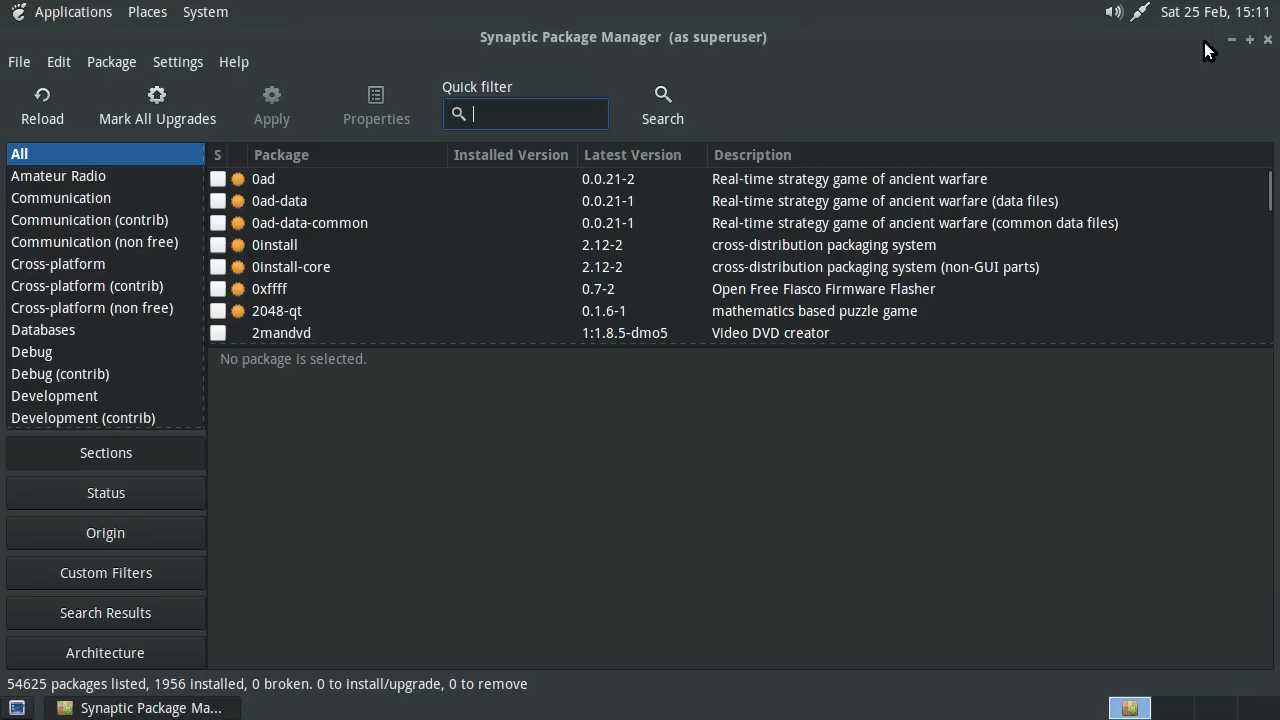 Applications Places System Sat 25 Feb, 15:11
Synaptic Package Manager (as superuser)
File Edit Package Settings Help
Quick filter
Reload Mark All Upgrades Apply Properties Search
All
Amateur Radio
Communication
Communication (contrib)
Communication (non free)
Cross-platform
Cross-platform (contrib)
Cross-platform (non free)
Databases
Debug
Debug (contrib)
Development
Development (contrib)
Sections
Status
Origin
Custom Filters
Search Results
Architecture
S Package Installed Version Latest Version Description
0ad 0.0.21-2 Real-time strategy game of ancient warfare
0ad-data 0.0.21-1 Real-time strategy game of ancient warfare (data files)
0ad-data-common 0.0.21-1 Real-time strategy game of ancient warfare (common data files)
0install 2.12-2 cross-distribution packaging system
0install-core 2.12-2 cross-distribution packaging system (non-GUI parts)
0xffff 0.7-2 Open Free Fiasco Firmware Flasher
2048-qt 0.1.6-1 mathematics based puzzle game
2mandvd 1:1.8.5-dmo5 Video DVD creator
No package is selected.
54625 packages listed, 1956 installed, 0 broken. 0 to install/upgrade, 0 to remove
Synaptic Package Ma...